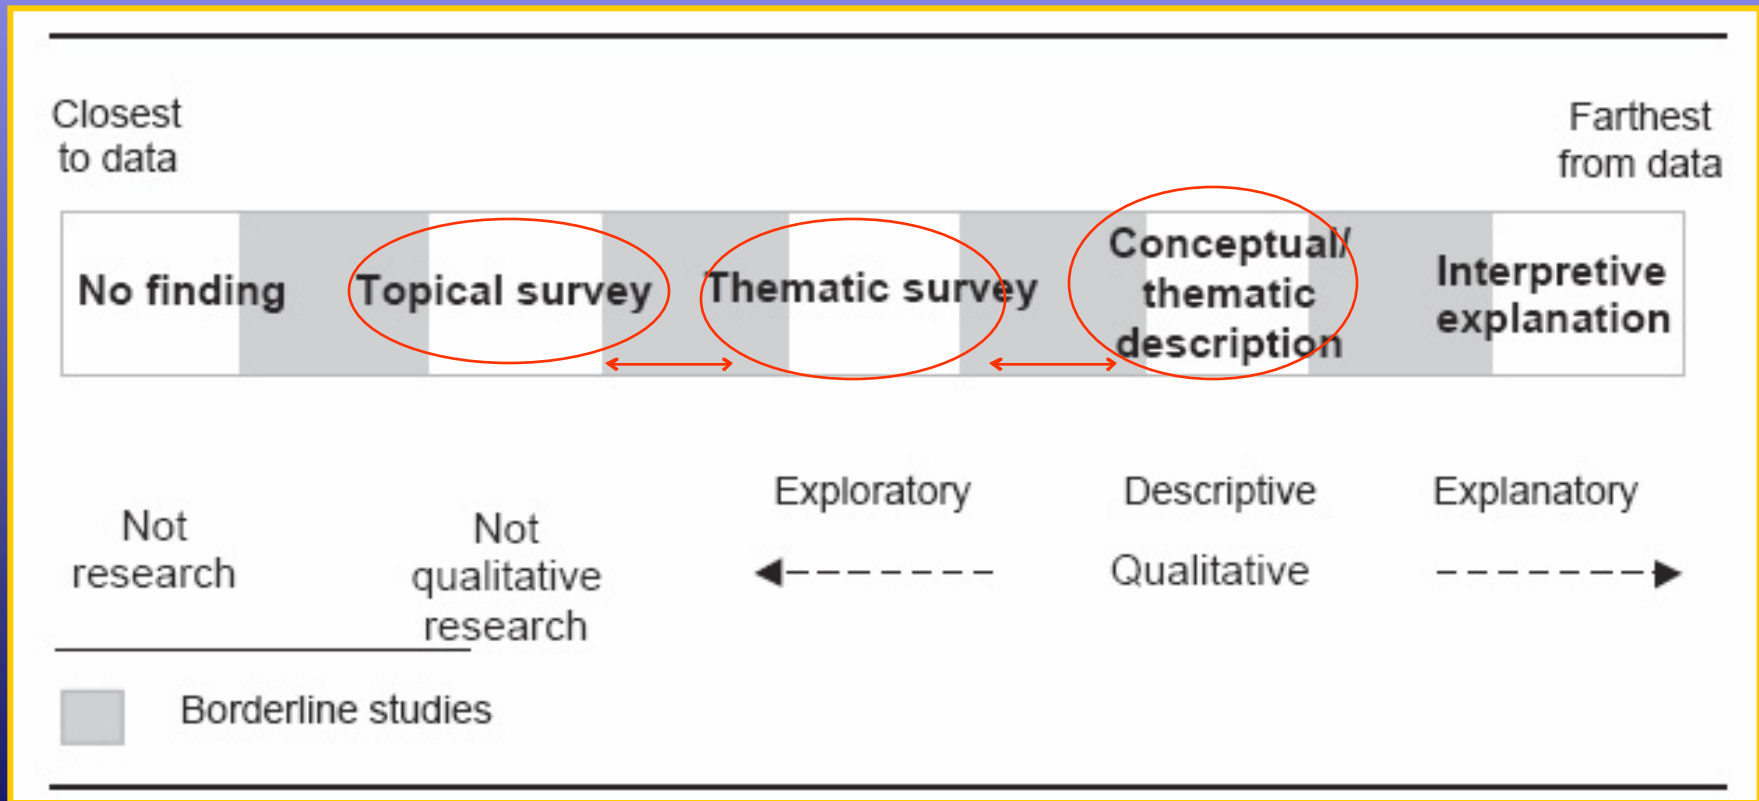 Closest
to data
Farthest
from data
No finding
Topical survey
Thematic survey
Conceptual/
thematic
description
Interpretive
explanation
Not
research
Not
qualitative
research
Exploratory
Descriptive
Explanatory
Qualitative
Borderline studies